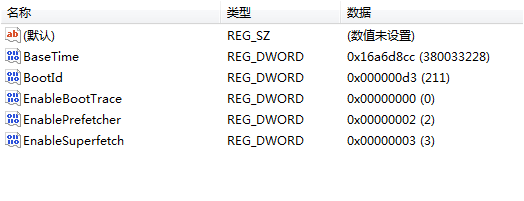 名称 类型 数据
(默认) REG_SZ (数值未设置)
BaseTime REG_DWORD 0x16a6d8cc (380033228)
BootId REG_DWORD 0x000000d3 (211)
EnableBootTrace REG_DWORD 0x00000000 (0)
EnablePrefetcher REG_DWORD 0x00000002 (2)
EnableSuperfetch REG_DWORD 0x00000003 (3)